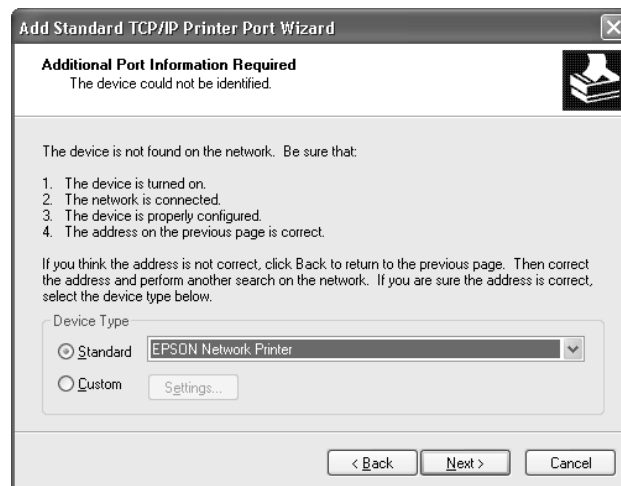 Add Standard TCP/IP Printer Port Wizard
Additional Port Information Required
The device could not be identified.
The device is not found on the network. Be sure that:
1. The device is turned on.
2. The network is connected.
3. The device is properly configured.
4. The address on the previous page is correct.
If you think the address is not correct, click Back to return to the previous page. Then correct
the address and perform another search on the network. If you are sure the address is correct,
select the device type below.
Device Type
Standard
EPSON Network Printer
Custom
Settings...
< Back
Next >
Cancel